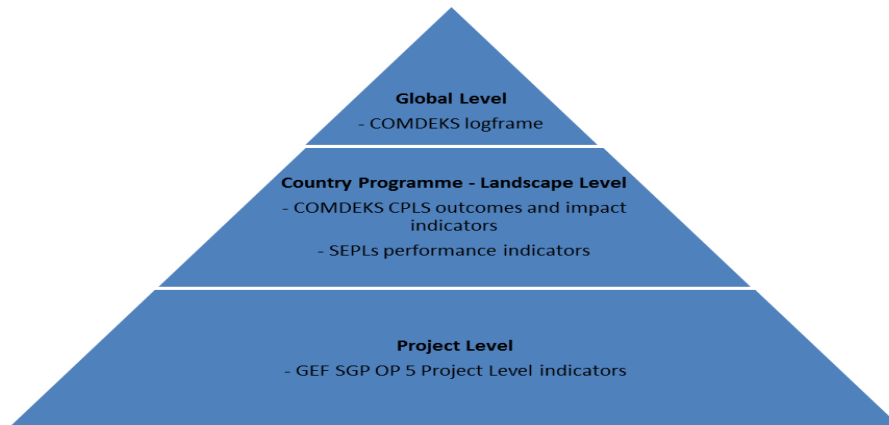 Global Level
- COMDEKS logframe
Country Programme - Landscape Level
- COMDEKS CPLS outcomes and impact
indicators
- SEPLs performance indicators
Project Level
- GEF SGP OP 5 Project Level indicators